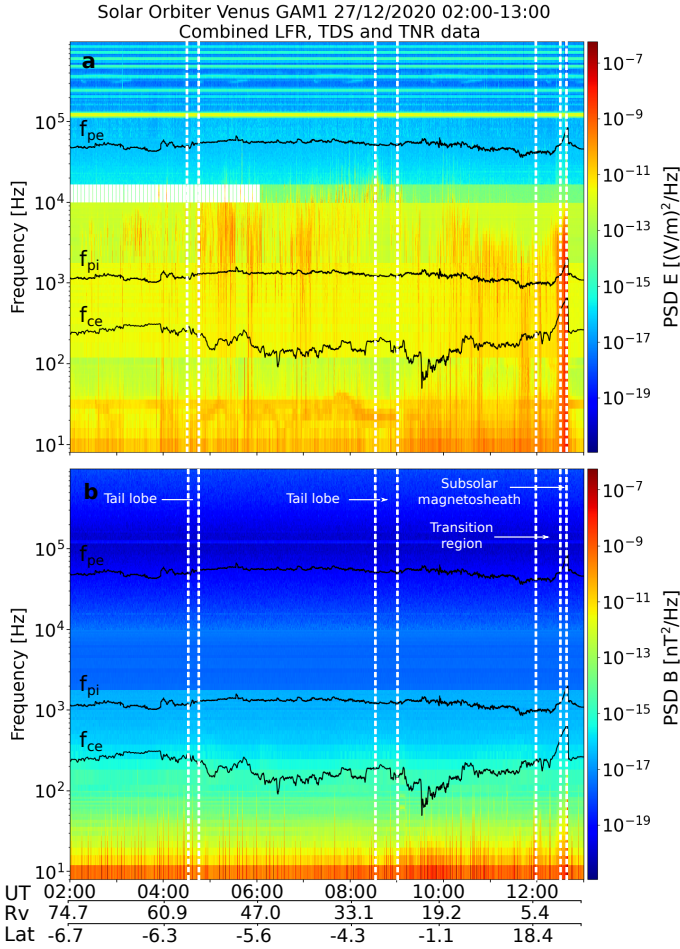 Solar Orbiter Venus GAM1 27/12/2020 02:00-13:00
Combined LFR, TDS and TNR data
a
f_pe
f_pi
f_ce
10^5
10^4
10^3
10^2
10^1
Frequency [Hz]
10^-7
10^-9
10^-11
10^-13
10^-15
10^-17
10^-19
PSD E [(V/m)^2/Hz]
b
Tail lobe
Tail lobe
Subsolar
magnetosheath
Transition
region
f_pe
f_pi
f_ce
10^5
10^4
10^3
10^2
10^1
Frequency [Hz]
10^-7
10^-9
10^-11
10^-13
10^-15
10^-17
10^-19
PSD B [nT^2/Hz]
UT 02:00 04:00 06:00 08:00 10:00 12:00
Rv 74.7 60.9 47.0 33.1 19.2 5.4
Lat -6.7 -6.3 -5.6 -4.3 -1.1 18.4